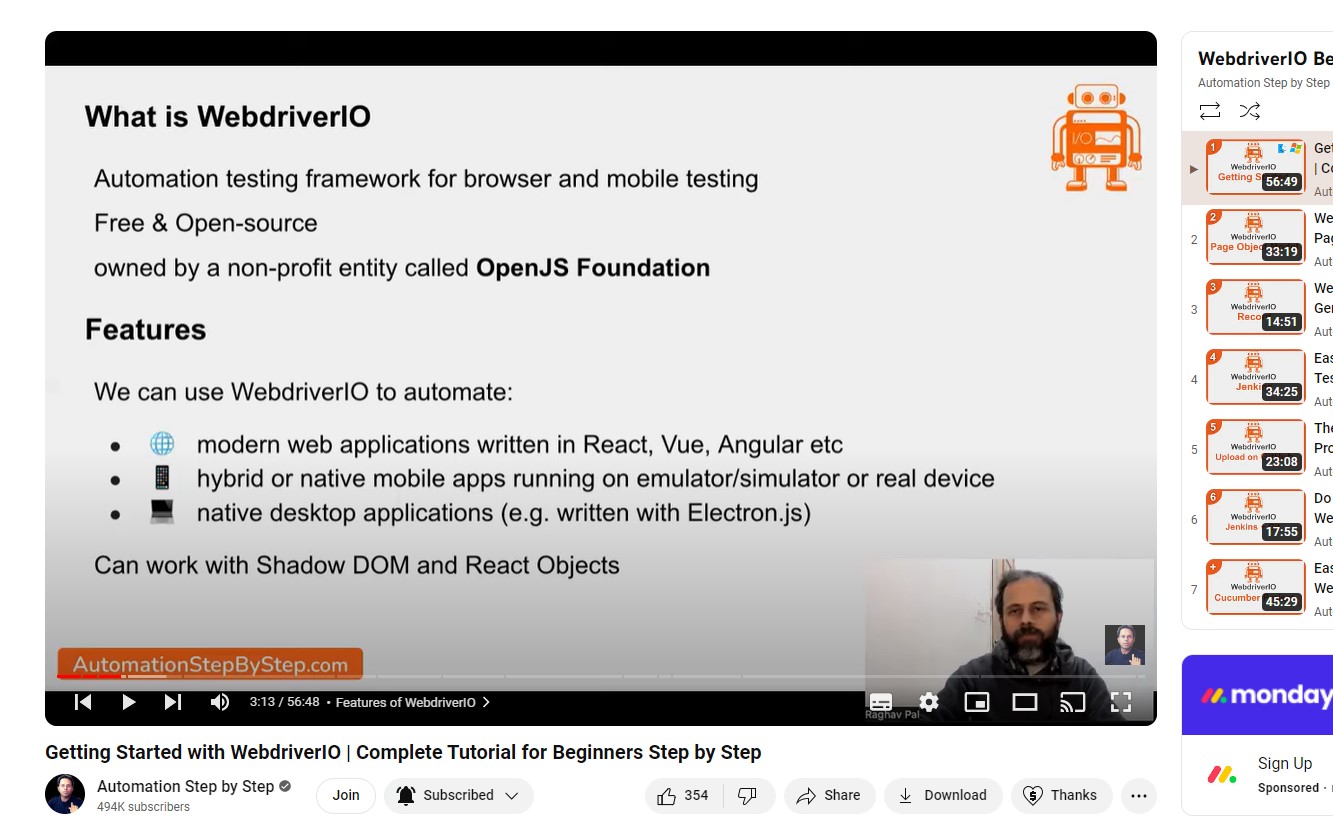 What is WebdriverIO
I/O
Automation testing framework for browser and mobile testing
Free & Open-source
owned by a non-profit entity called OpenJS Foundation
Features
We can use WebdriverIO to automate:
modern web applications written in React, Vue, Angular etc
hybrid or native mobile apps running on emulator/simulator or real device
native desktop applications (e.g. written with Electron.js)
Can work with Shadow DOM and React Objects
AutomationStepByStep.com
3:13 / 56:48 • Features of WebdriverIO
Raghav Pal
Getting Started with WebdriverIO | Complete Tutorial for Beginners Step by Step
Automation Step by Step
494K subscribers
Join
Subscribed
354
Share
Download
Thanks
WebdriverIO Be
Automation Step by Step
1
WebdriverIO
Getting S
56:49
Get
| Co
Aut
2
2
WebdriverIO
Page Objec
33:19
We
Pag
Aut
3
3
WebdriverIO
Reco
14:51
We
Ger
Aut
4
4
WebdriverIO
Jenki
34:25
Eas
Tes
Aut
5
5
WebdriverIO
Upload on
23:08
The
Pro
Aut
6
6
WebdriverIO
Jenkins
17:55
Do
We
Aut
7
+
WebdriverIO
Cucumber
45:29
Eas
We
Aut
monday
Sign Up
Sponsored ·